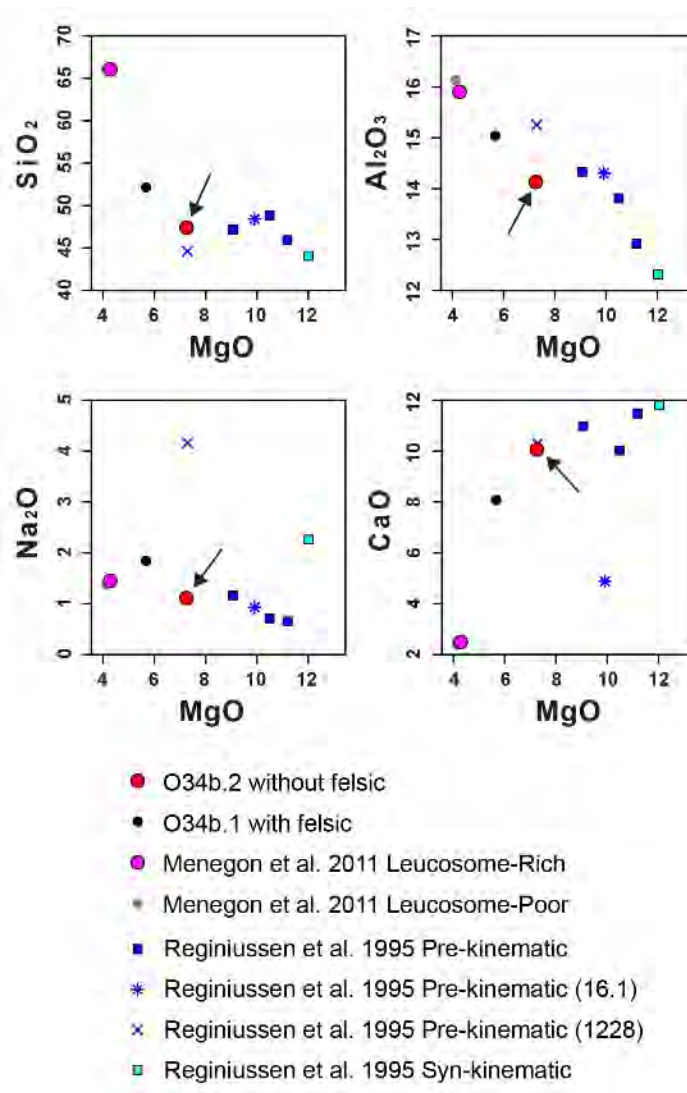 70
65
60
55
50
45
40
SiO₂
4 6 8 10 12
MgO
17
16
15
14
13
12
Al₂O₃
4 6 8 10 12
MgO
5
4
3
2
1
0
Na₂O
4 6 8 10 12
MgO
12
10
8
6
4
2
CaO
4 6 8 10 12
MgO
O34b.2 without felsic
O34b.1 with felsic
Menegon et al. 2011 Leucosome-Rich
Menegon et al. 2011 Leucosome-Poor
Reginiussen et al. 1995 Pre-kinematic
Reginiussen et al. 1995 Pre-kinematic (16.1)
Reginiussen et al. 1995 Pre-kinematic (1228)
Reginiussen et al. 1995 Syn-kinematic